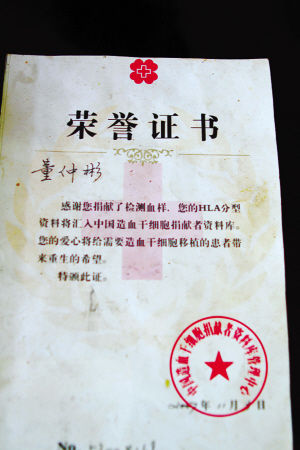 荣誉证书
董仲彬
感谢您捐献了检测血样，您的HLA分型
资料将汇入中国造血干细胞捐献者资料库。
您的爱心将给需要造血干细胞移植的患者带
来重生的希望。
特颁此证。
中国造血干细胞捐献者资料库管理中心
年 月 日
No